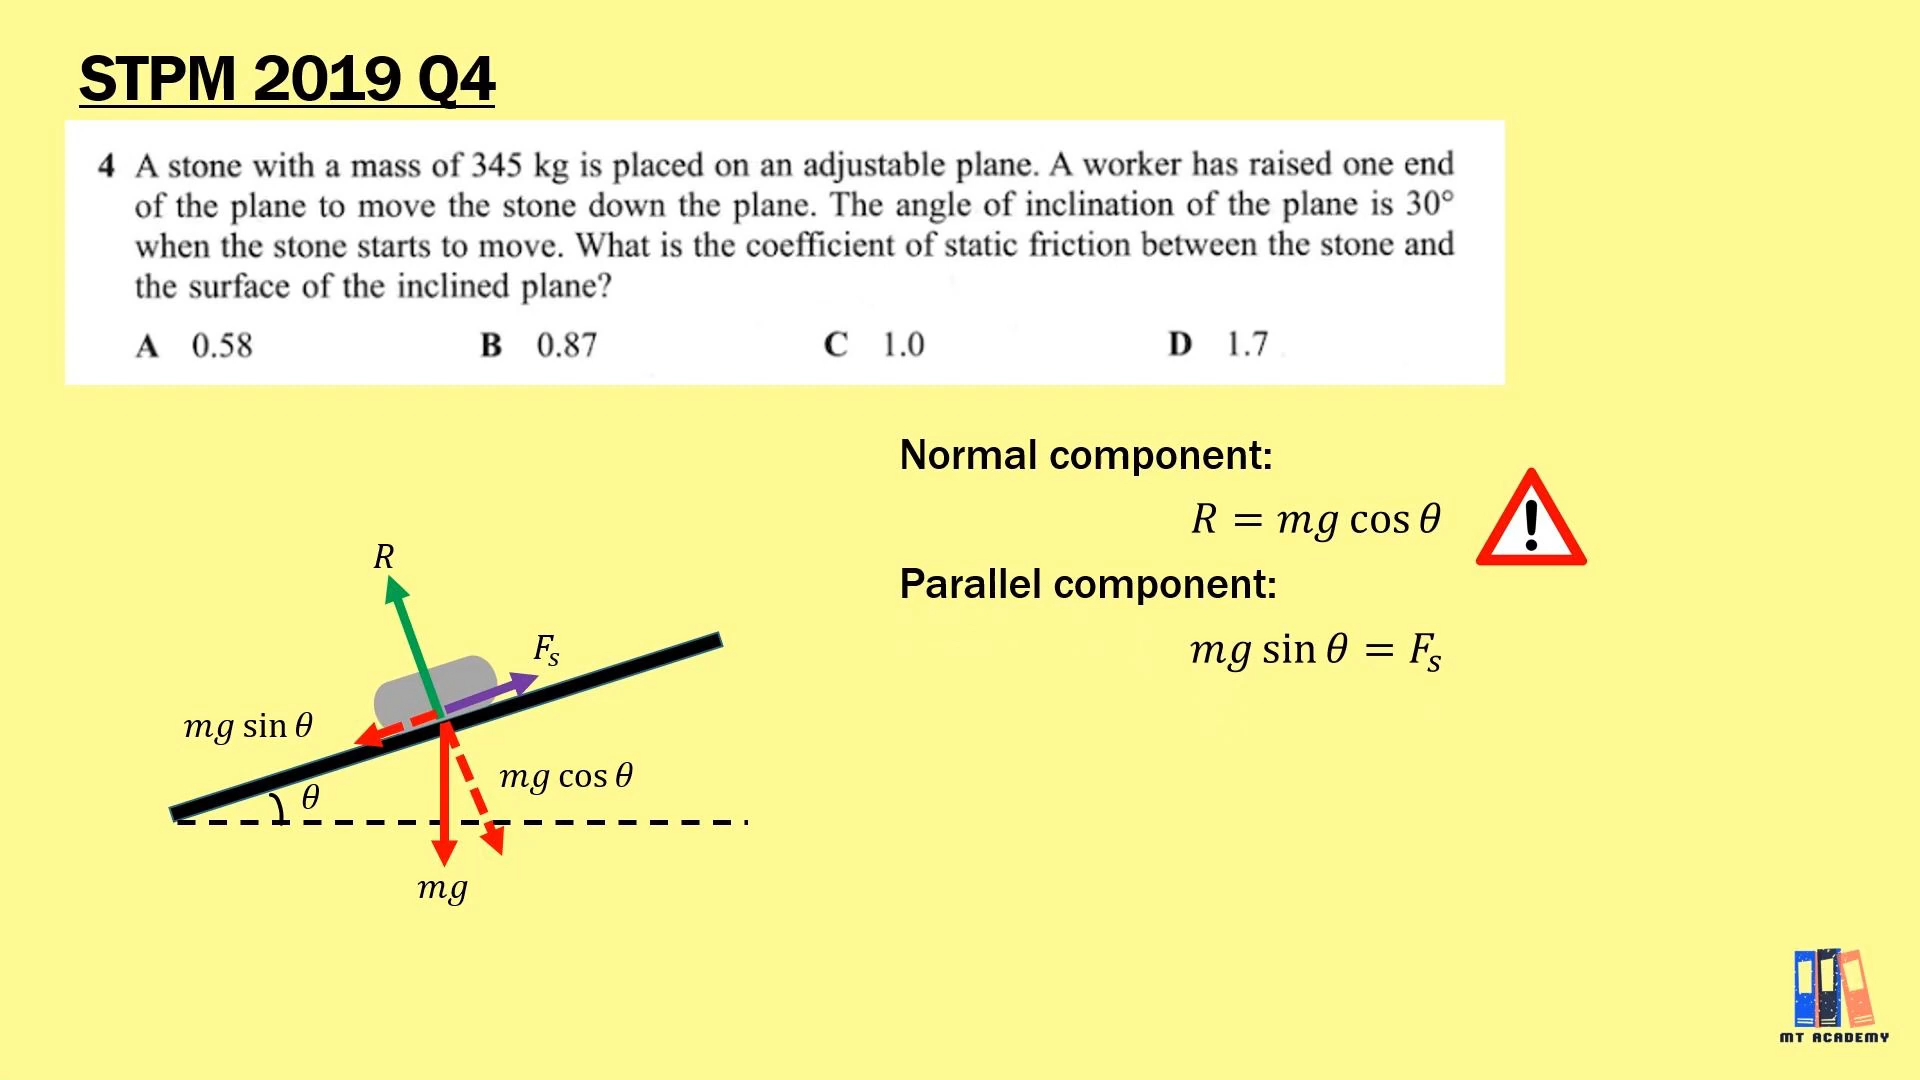 STPM 2019 Q4
4 A stone with a mass of 345 kg is placed on an adjustable plane. A worker has raised one end
of the plane to move the stone down the plane. The angle of inclination of the plane is 30°
when the stone starts to move. What is the coefficient of static friction between the stone and
the surface of the inclined plane?
A 0.58 B 0.87 C 1.0 D 1.7
Normal component:
R = mg cos θ
!
Parallel component:
mg sin θ = Fₛ
R
Fₛ
mg sin θ
mg cos θ
θ
mg
MT ACADEMY